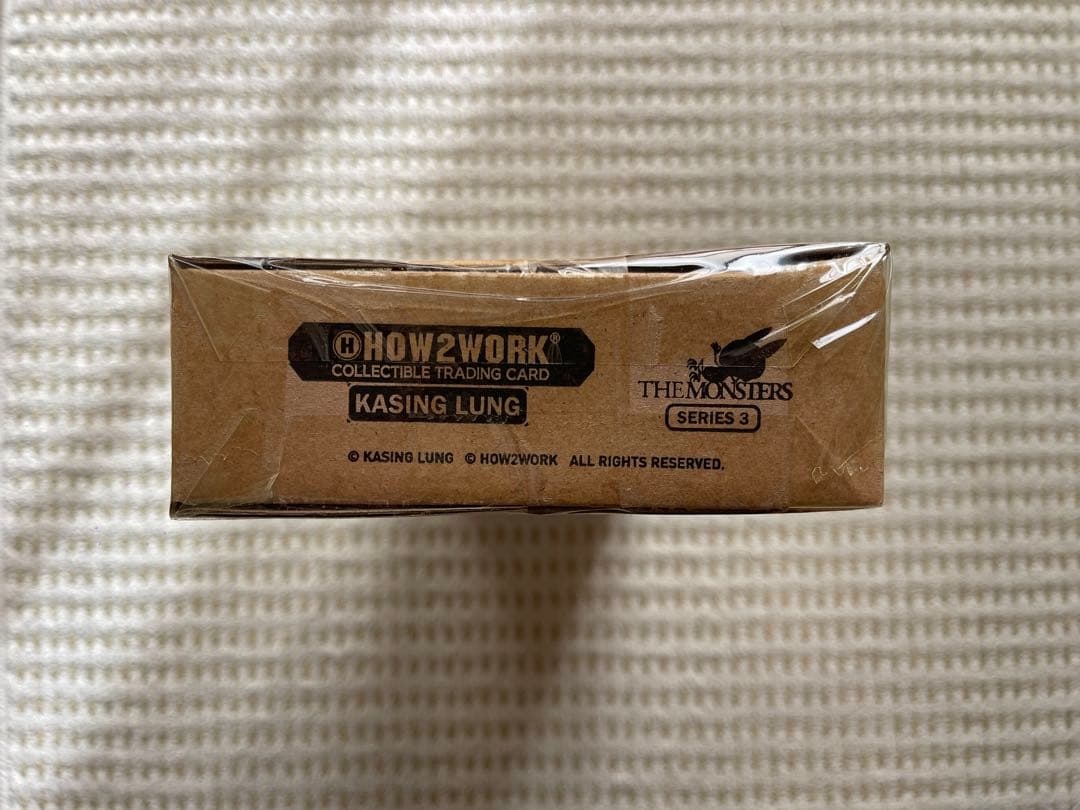 H HOW2WORK®
COLLECTIBLE TRADING CARD
KASING LUNG
THE MONSTERS
SERIES 3
© KASING LUNG © HOW2WORK ALL RIGHTS RESERVED.